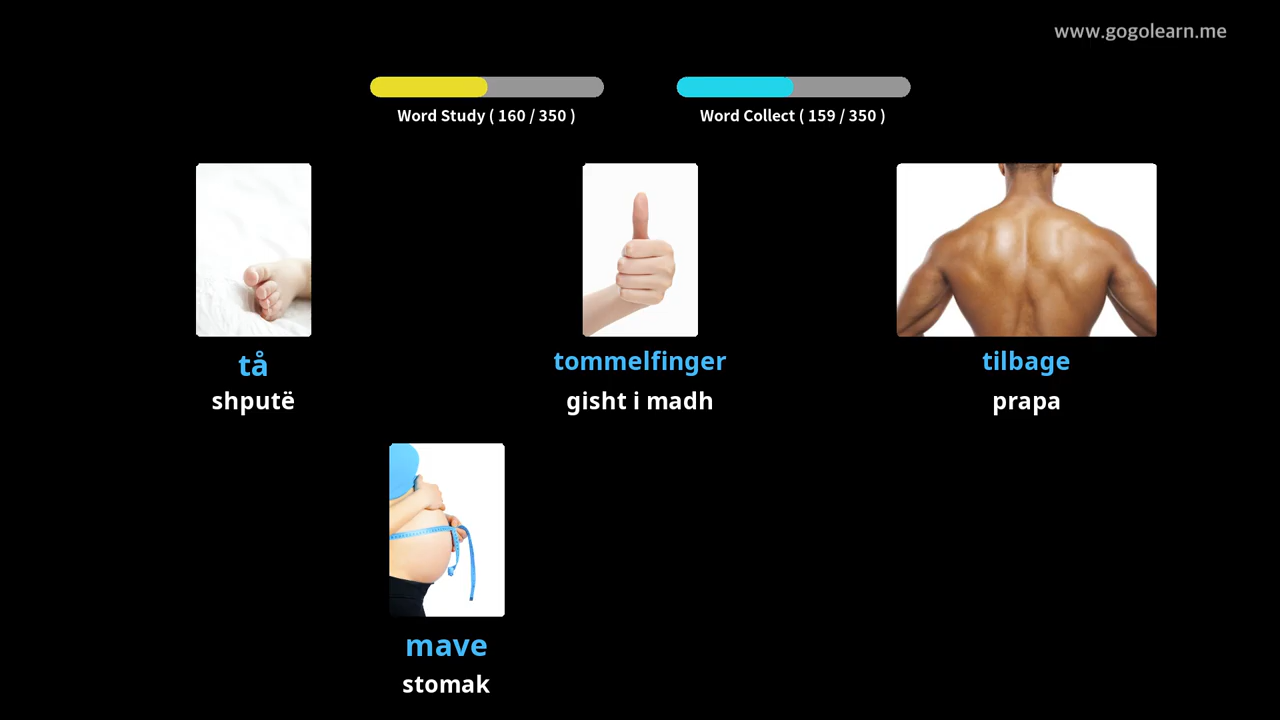 www.gogolearn.me
Word Study ( 160 / 350 )
Word Collect ( 159 / 350 )
tå
shputë
tommelfinger
gisht i madh
tilbage
prapa
mave
stomak